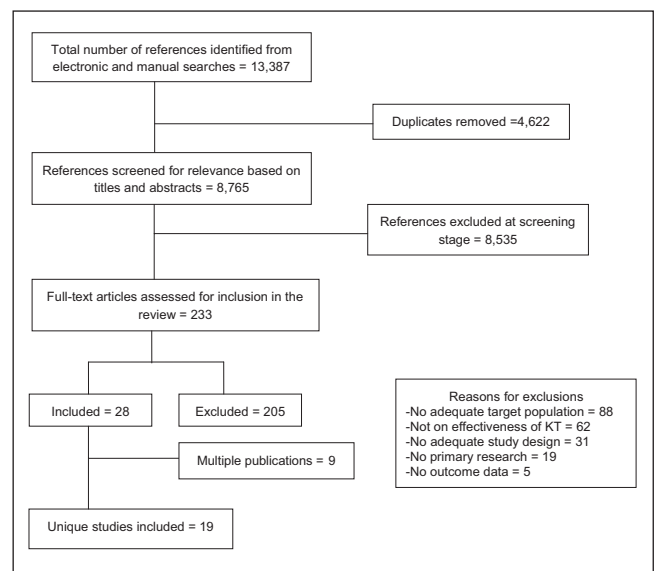 Total number of references identified from
electronic and manual searches = 13,387
Duplicates removed =4,622
References screened for relevance based on
titles and abstracts = 8,765
References excluded at screening
stage = 8,535
Full-text articles assessed for inclusion in the
review = 233
Included = 28
Excluded = 205
Reasons for exclusions
-No adequate target population = 88
-Not on effectiveness of KT = 62
-No adequate study design = 31
-No primary research = 19
-No outcome data = 5
Multiple publications = 9
Unique studies included = 19